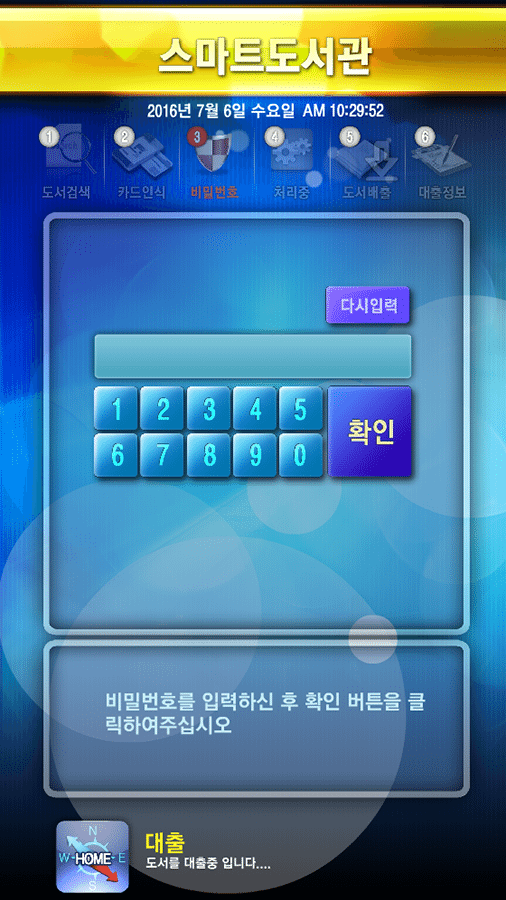 스마트도서관
2016년 7월 6일 수요일 AM 10:29:52
1 2 3 4 5 6
도서검색 카드인식 비밀번호 처리중 도서배출 대출정보
다시입력
1 2 3 4 5
확인
6 7 8 9 0
비밀번호를 입력하신 후 확인 버튼을 클
릭하여주십시오
N
W HOME E
S
대출
도서를 대출중 입니다....